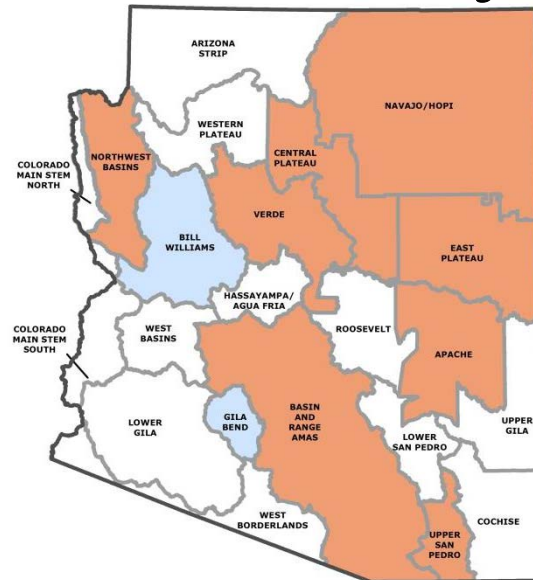 ARIZONA
STRIP
NAVAJO/HOPI
WESTERN
PLATEAU
CENTRAL
PLATEAU
NORTHWEST
BASINS
COLORADO
MAIN STEM
NORTH
VERDE
BILL
WILLIAMS
EAST
PLATEAU
HASSAYAMPA/
AGUA FRIA
COLORADO
MAIN STEM
SOUTH
WEST
BASINS
ROOSEVELT
APACHE
LOWER
GILA
GILA
BEND
BASIN
AND
RANGE
AMAS
LOWER
SAN PEDRO
UPPER
GILA
WEST
BORDERLANDS
UPPER
SAN
PEDRO
COCHISE